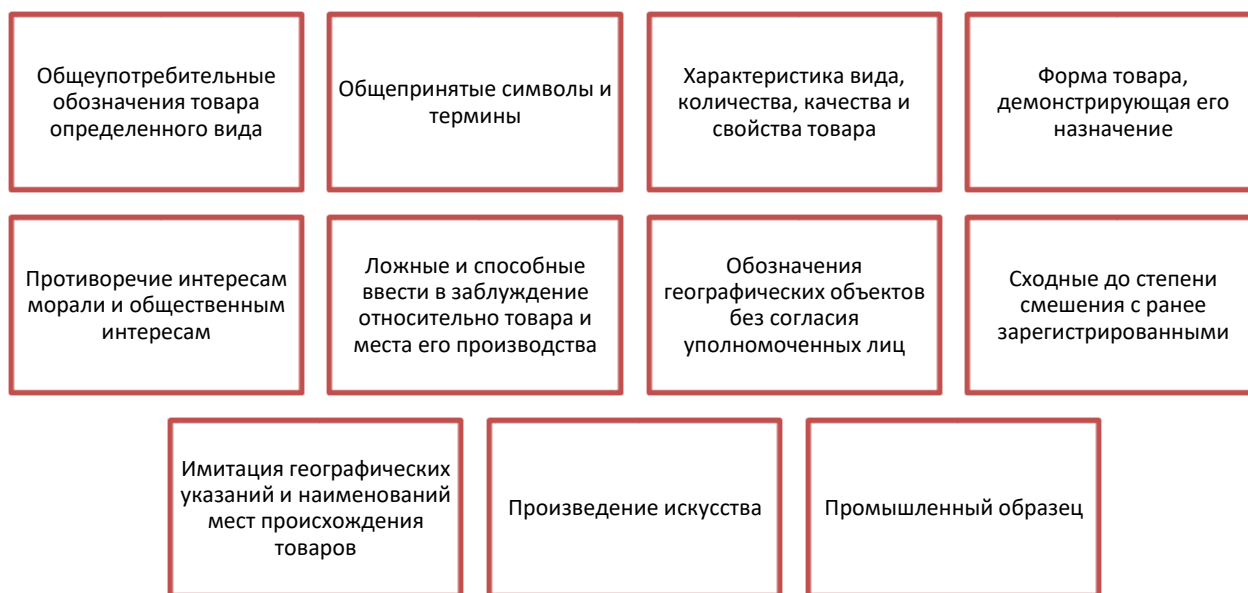 Общеупотребительные
обозначения товара
определенного вида
Общепринятые символы и
термины
Характеристика вида,
количества, качества и
свойства товара
Форма товара,
демонстрирующая его
назначение
Противоречие интересам
морали и общественным
интересам
Ложные и способные
ввести в заблуждение
относительно товара и
места его производства
Обозначения
географических объектов
без согласия
уполномоченных лиц
Сходные до степени
смешения с ранее
зарегистрированными
Имитация географических
указаний и наименований
мест происхождения
товаров
Произведение искусства
Промышленный образец